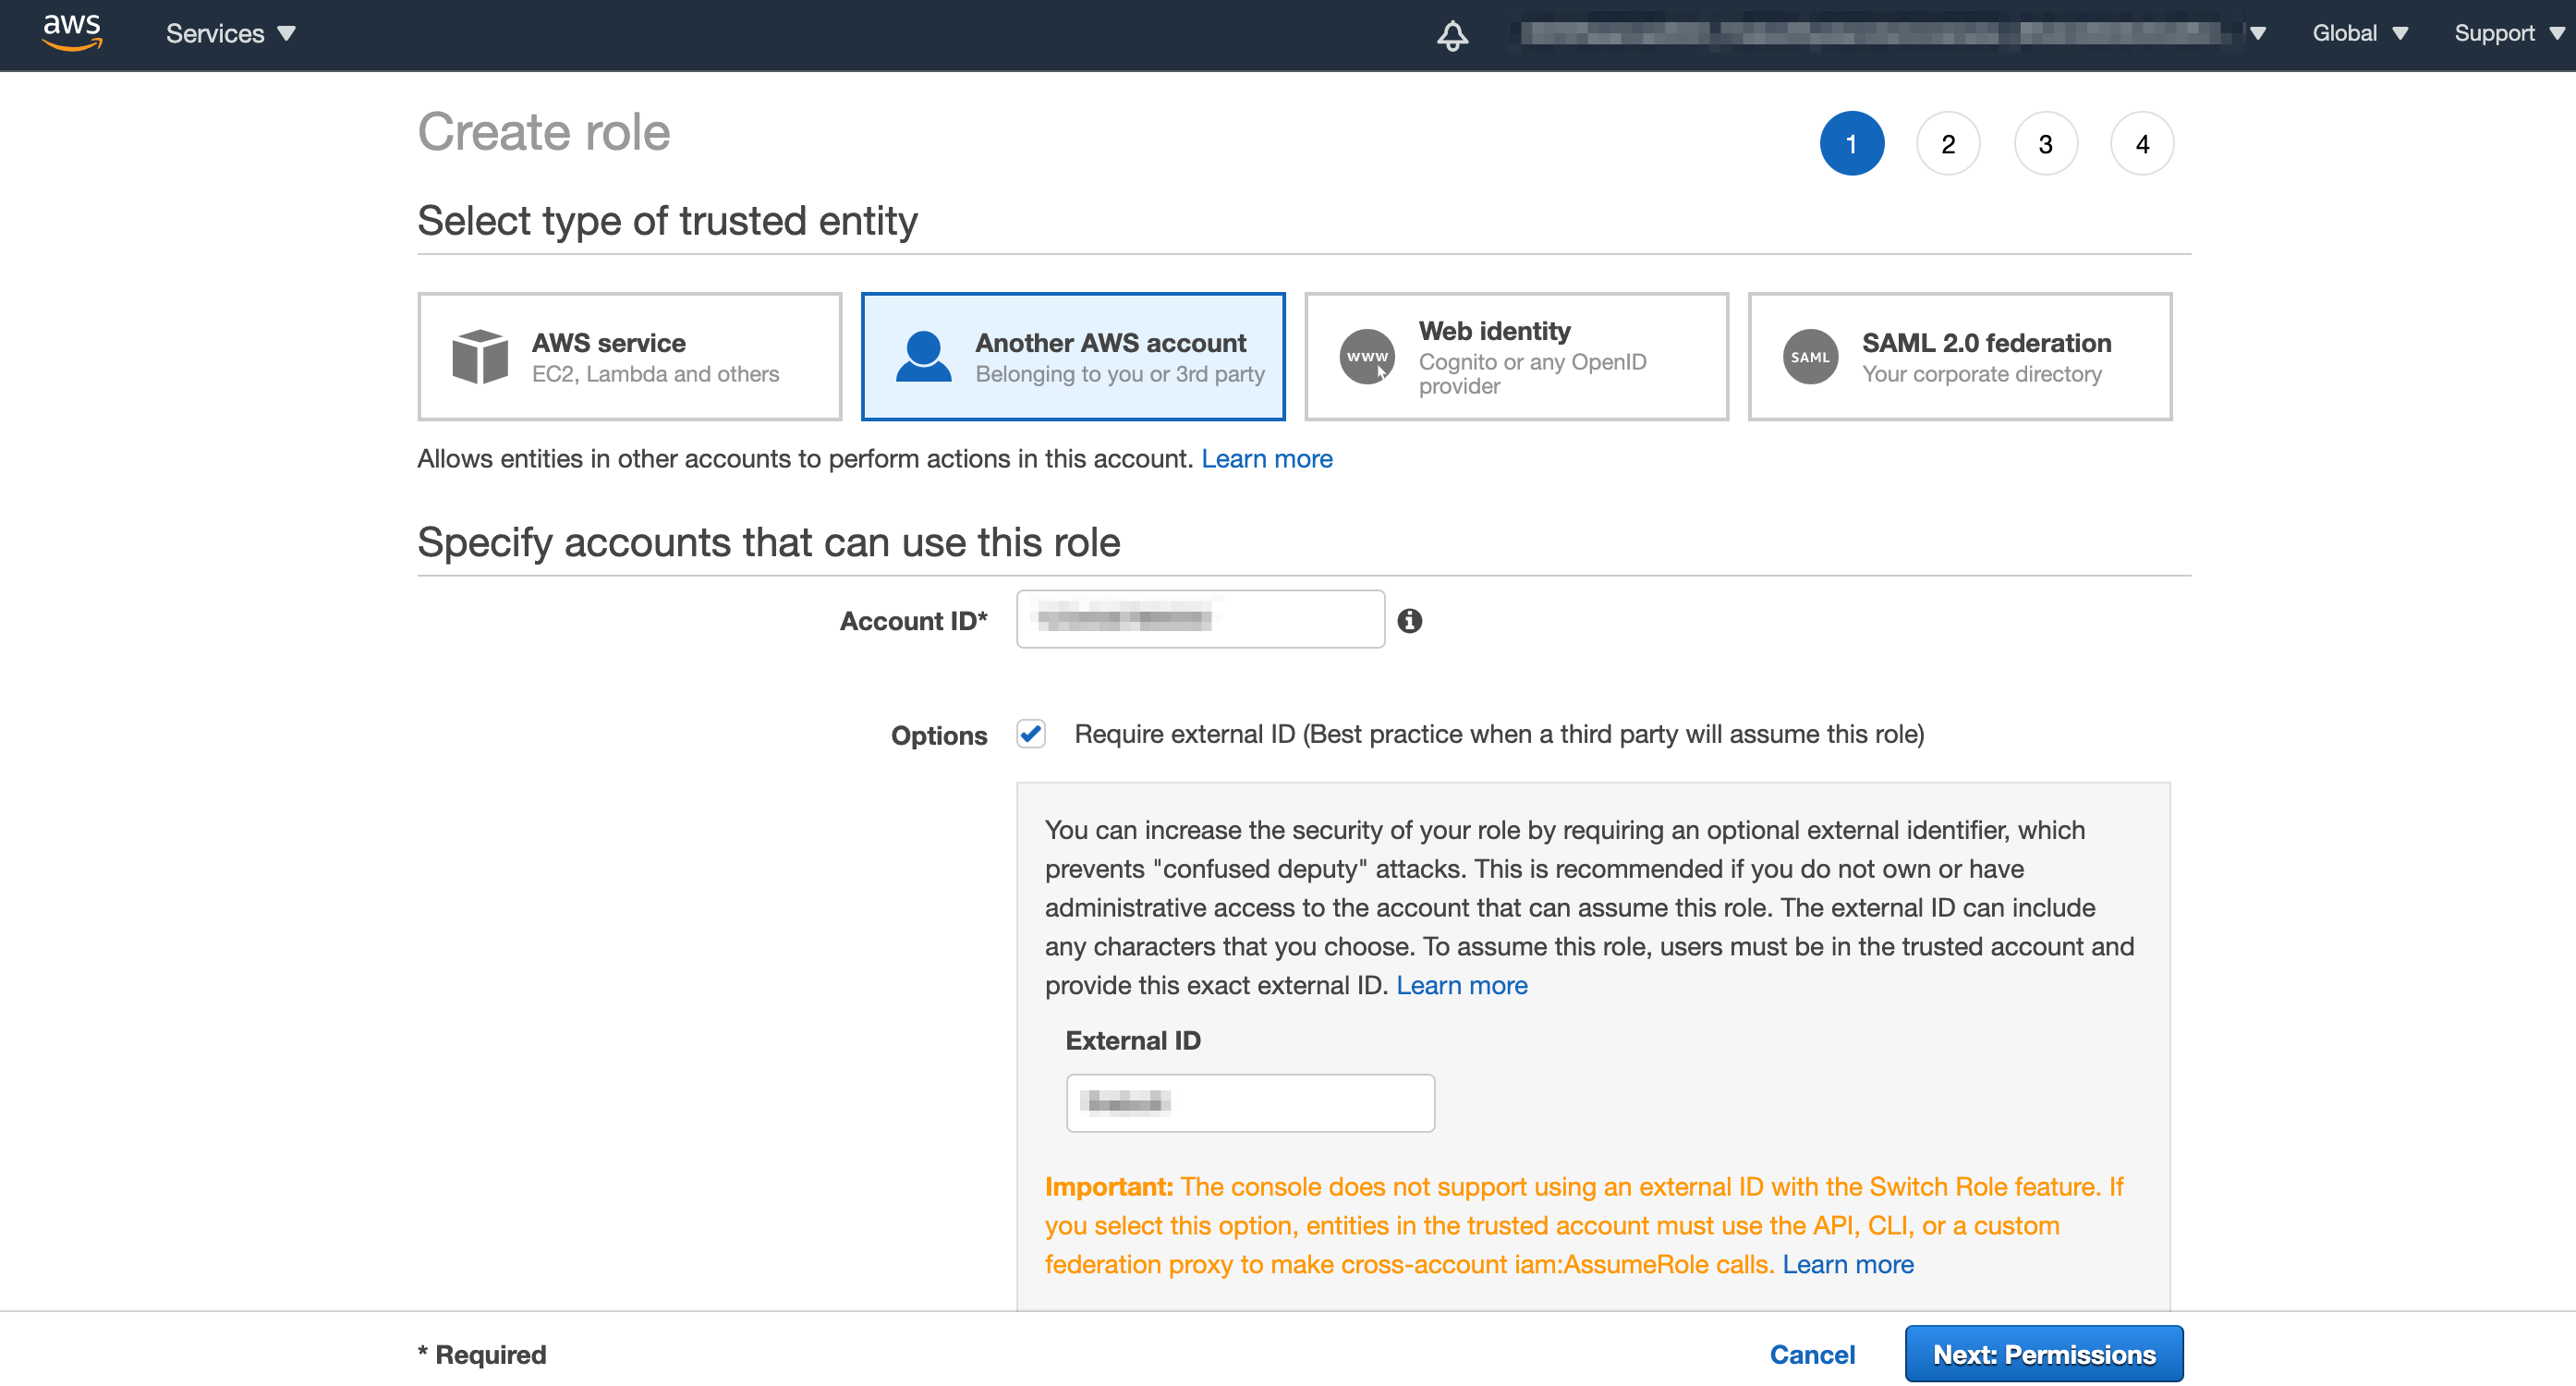 aws Services Global Support
Create role 1 2 3 4
Select type of trusted entity
AWS service
EC2, Lambda and others
Another AWS account
Belonging to you or 3rd party
www
Web identity
Cognito or any OpenID
provider
SAML
SAML 2.0 federation
Your corporate directory
Allows entities in other accounts to perform actions in this account. Learn more
Specify accounts that can use this role
Account ID*
Options Require external ID (Best practice when a third party will assume this role)
You can increase the security of your role by requiring an optional external identifier, which
prevents "confused deputy" attacks. This is recommended if you do not own or have
administrative access to the account that can assume this role. The external ID can include
any characters that you choose. To assume this role, users must be in the trusted account and
provide this exact external ID. Learn more
External ID
Important: The console does not support using an external ID with the Switch Role feature. If
you select this option, entities in the trusted account must use the API, CLI, or a custom
federation proxy to make cross-account iam:AssumeRole calls. Learn more
* Required Cancel Next: Permissions